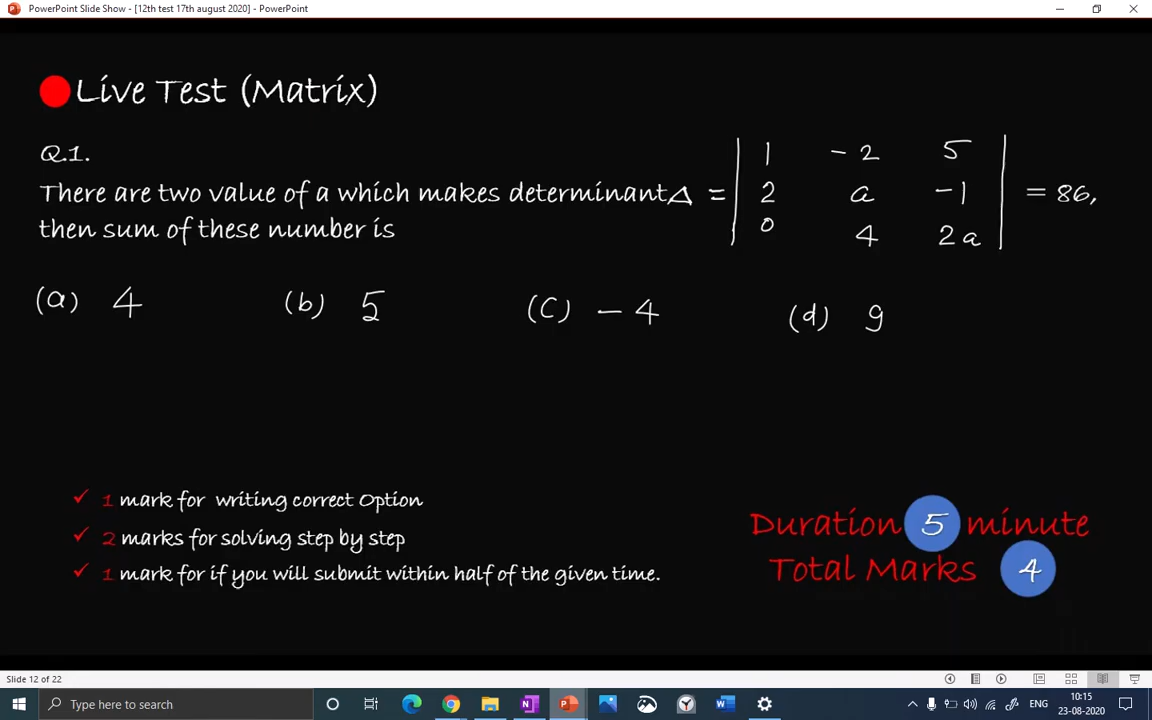 PowerPoint Slide Show - [12th test 17th august 2020] - PowerPoint
Live Test (Matrix)
Q.1.
There are two value of a which makes determinant Δ = | 1 -2 5 |
| 2 a -1 | = 86,
| 0 4 2a |
then sum of these number is
(a) 4 (b) 5 (C) -4 (d) 9
✓ 1 mark for writing correct Option
✓ 2 marks for solving step by step
✓ 1 mark for if you will submit within half of the given time.
Duration 5 minute
Total Marks 4
Slide 12 of 22
Type here to search
ENG
10:15
23-08-2020